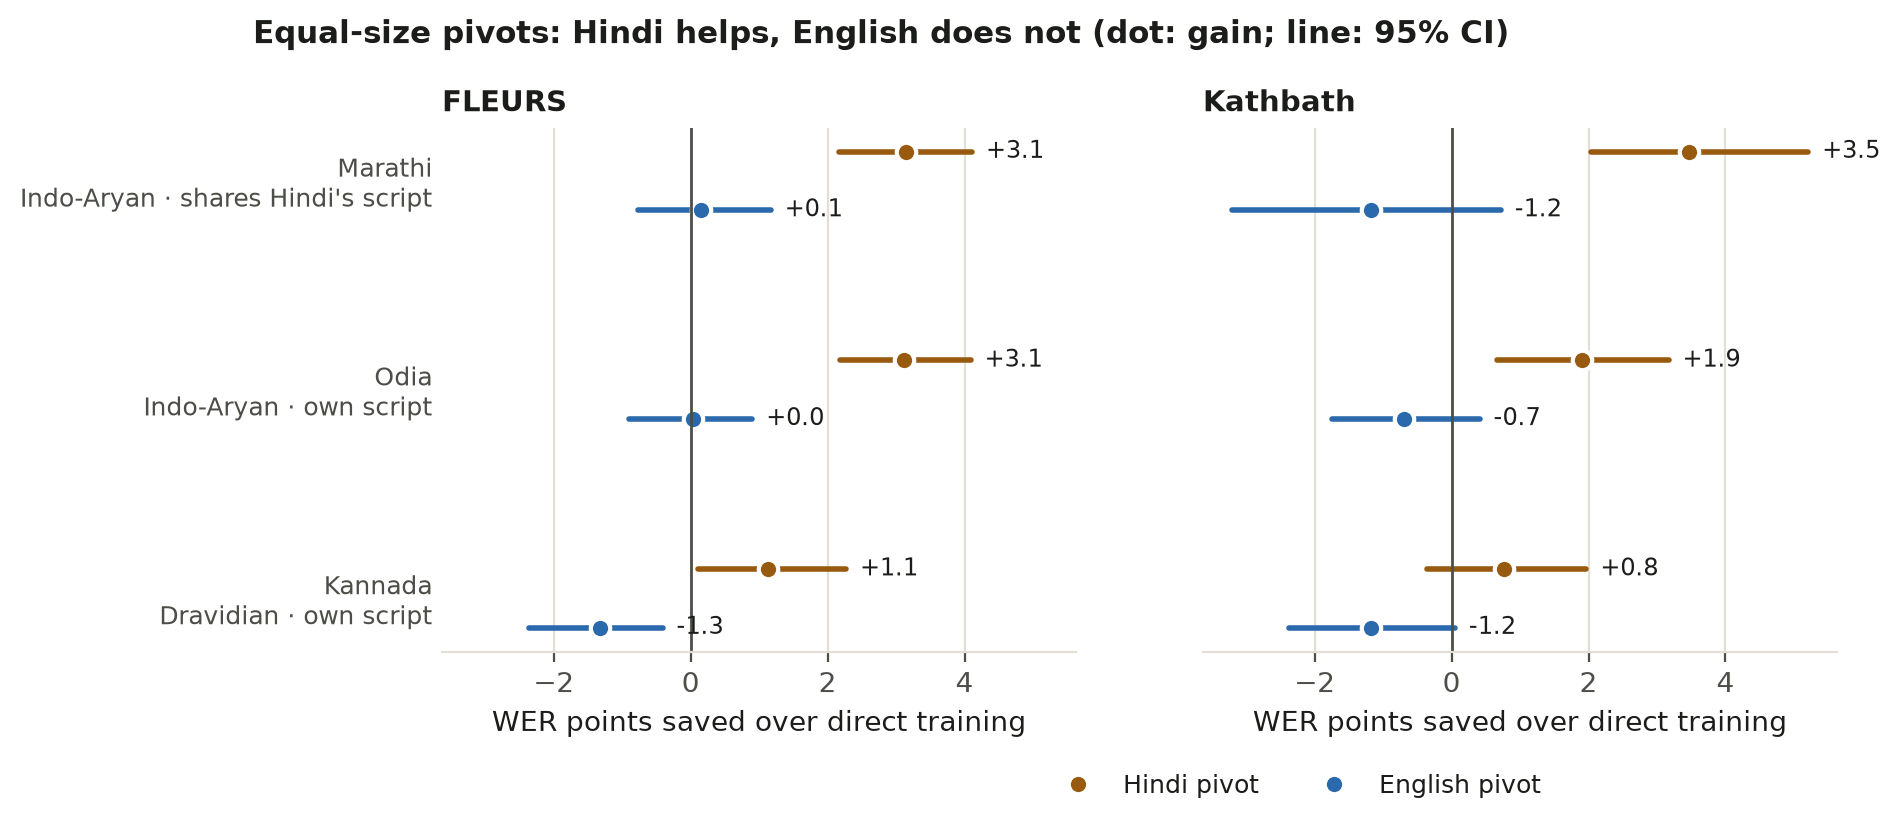 Equal-size pivots: Hindi helps, English does not (dot: gain; line: 95% CI)
FLEURS
Kathbath
Marathi
Indo-Aryan · shares Hindi's script
+3.1
+0.1
+3.5
-1.2
Odia
Indo-Aryan · own script
+3.1
+0.0
+1.9
-0.7
Kannada
Dravidian · own script
+1.1
-1.3
+0.8
-1.2
−2 0 2 4
−2 0 2 4
WER points saved over direct training
WER points saved over direct training
Hindi pivot
English pivot